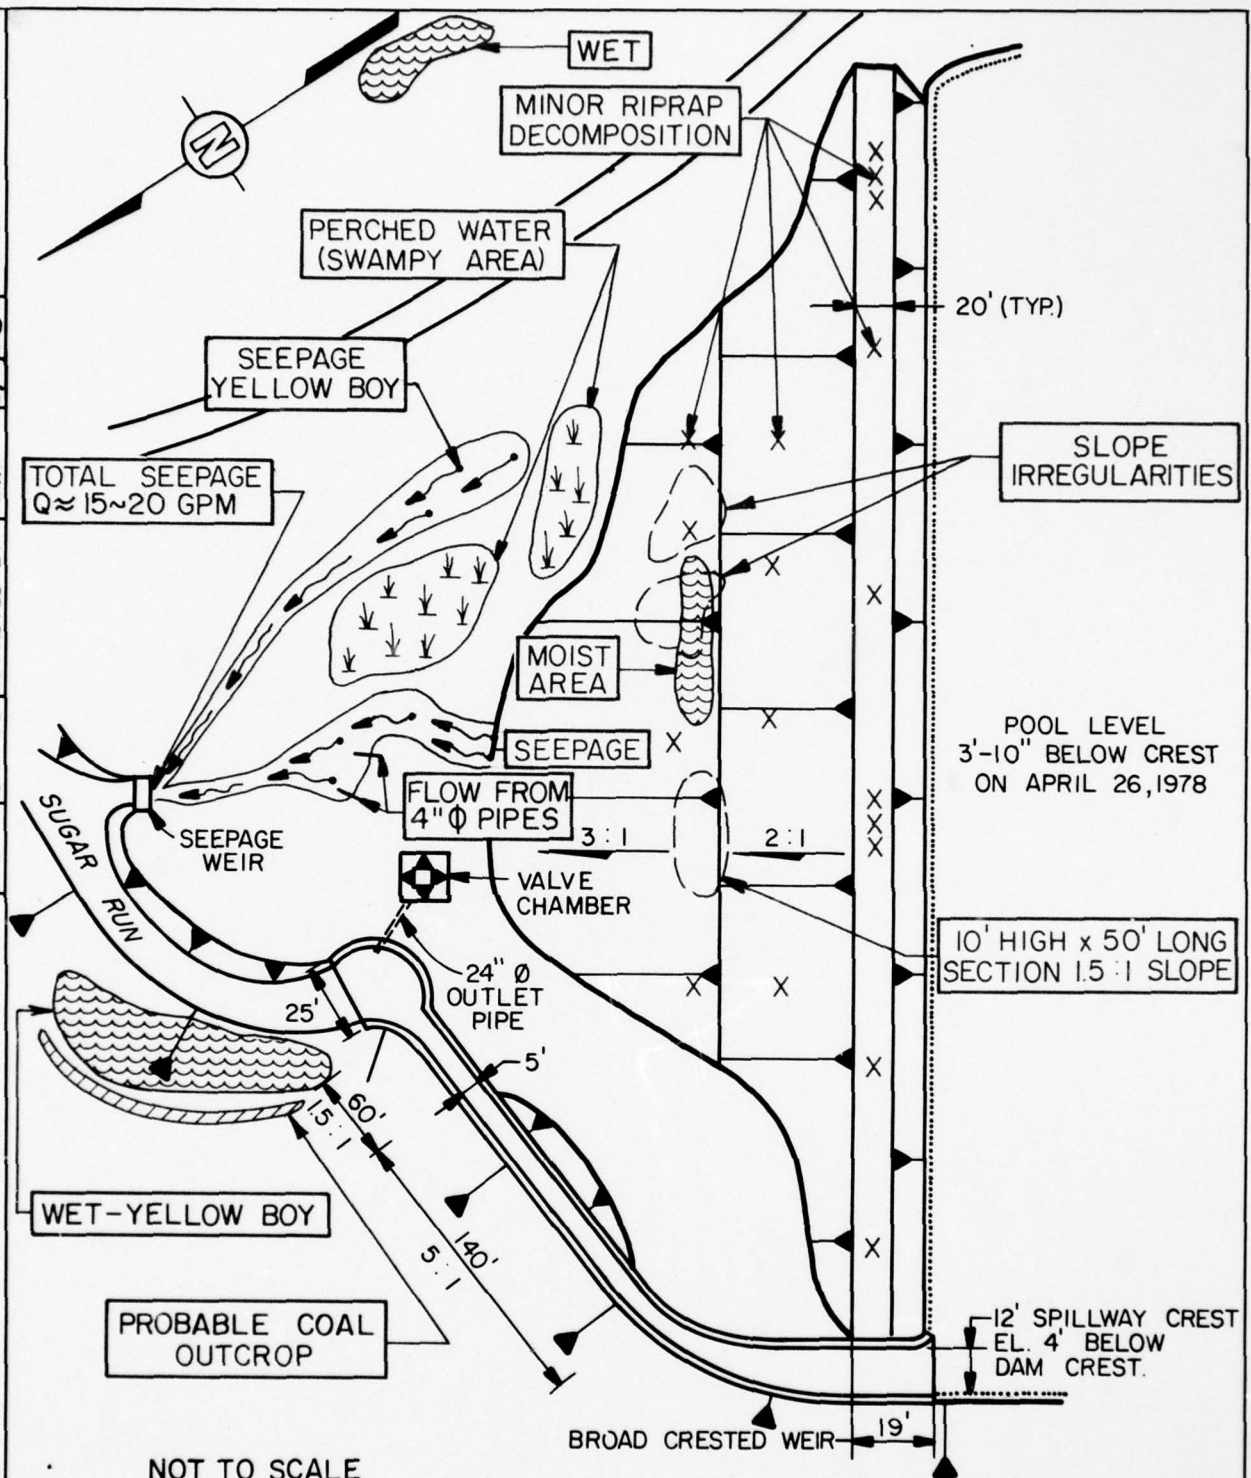 WET
N
MINOR RIPRAP
DECOMPOSITION
PERCHED WATER
(SWAMPY AREA)
20' (TYP.)
SEEPAGE
YELLOW BOY
SLOPE
IRREGULARITIES
TOTAL SEEPAGE
Q≈15~20 GPM
MOIST
AREA
POOL LEVEL
3'-10" BELOW CREST
ON APRIL 26,1978
SEEPAGE
FLOW FROM
4" Φ PIPES
3 : 1
2 : 1
SUGAR RUN
SEEPAGE
WEIR
VALVE
CHAMBER
10' HIGH x 50' LONG
SECTION 1.5 : 1 SLOPE
24" Ø
OUTLET
PIPE
25'
5'
60'
1.5 : 1
WET-YELLOW BOY
140'
5 : 1
PROBABLE COAL
OUTCROP
12' SPILLWAY CREST
EL. 4' BELOW
DAM CREST.
BROAD CRESTED WEIR
19'
NOT TO SCALE